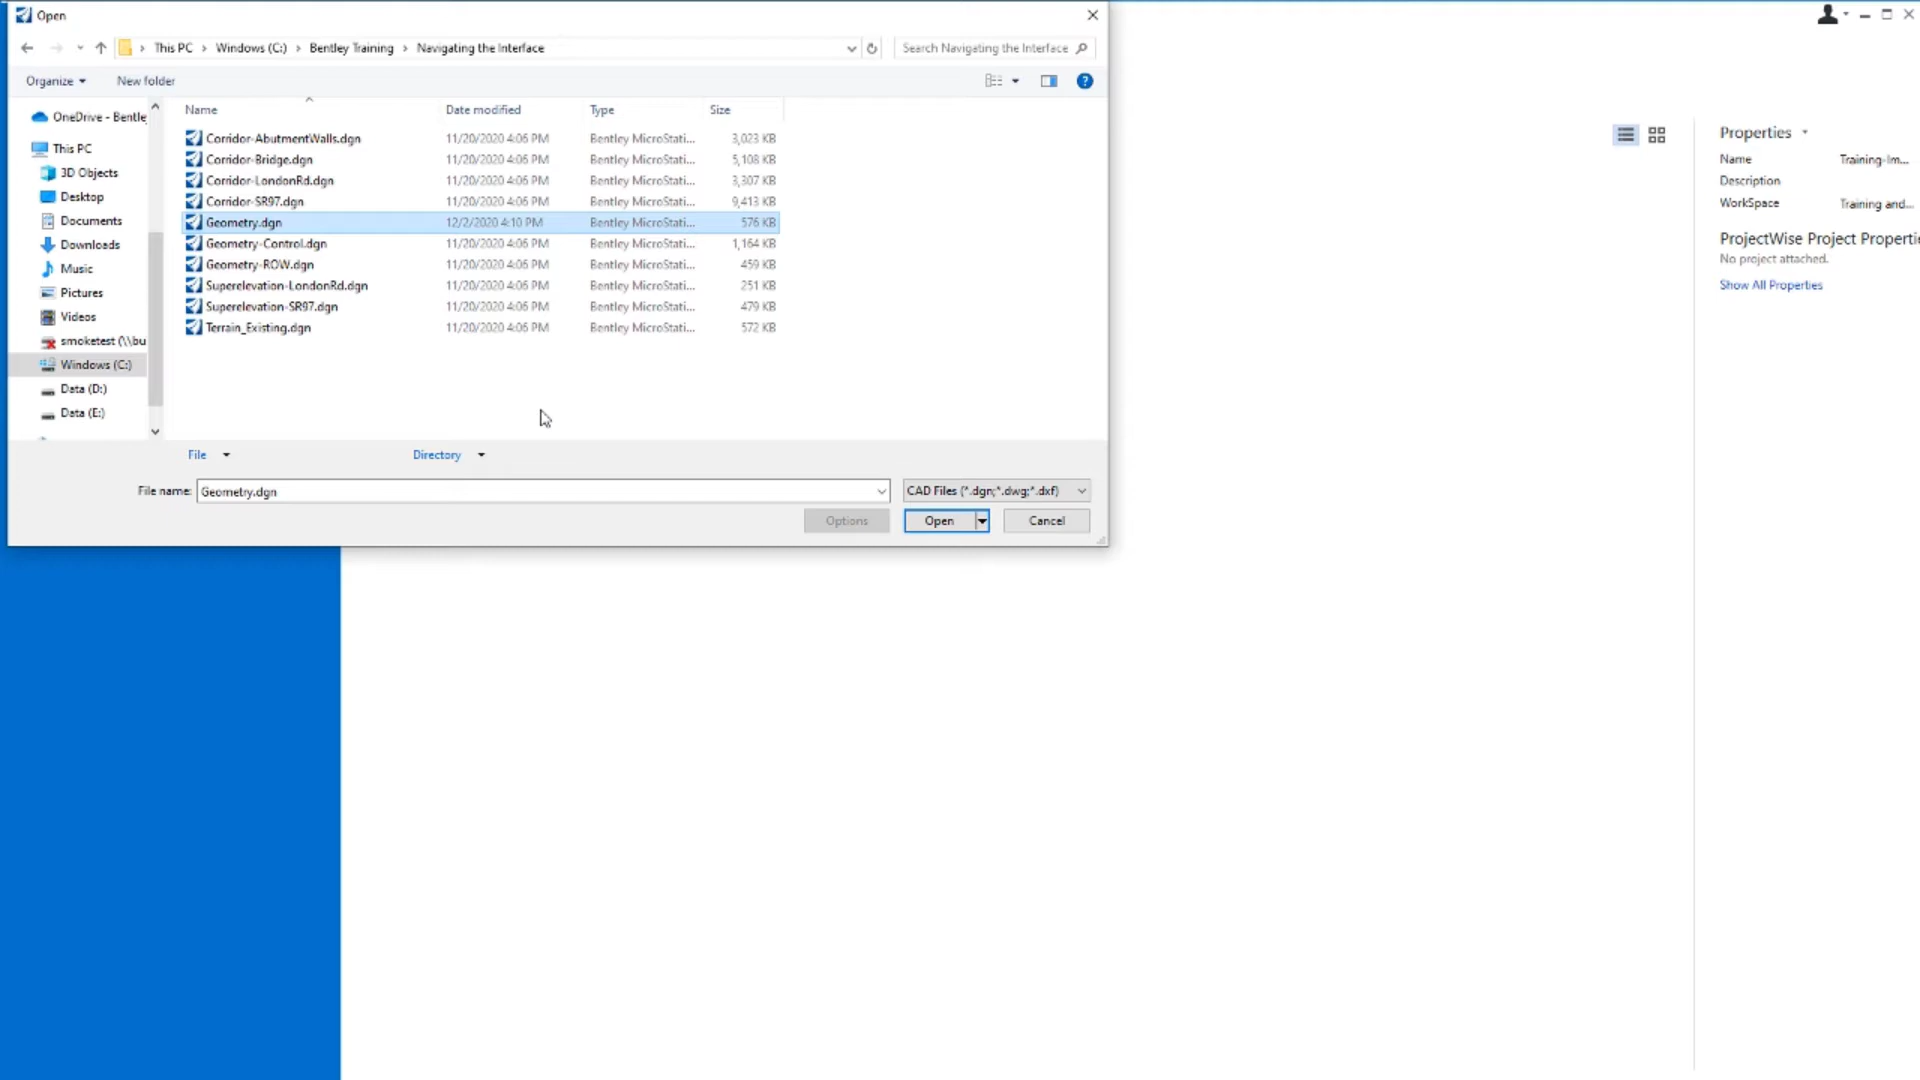 Open
This PC > Windows (C:) > Bentley Training > Navigating the Interface
Search Navigating the Interface
Organize
New folder
OneDrive - Bentley
This PC
3D Objects
Desktop
Documents
Downloads
Music
Pictures
Videos
smoketest (\\bu
Windows (C:)
Data (D:)
Data (E:)
Name Date modified Type Size
Corridor-AbutmentWalls.dgn 11/20/2020 4:06 PM Bentley MicroStati... 3,023 KB
Corridor-Bridge.dgn 11/20/2020 4:06 PM Bentley MicroStati... 5,108 KB
Corridor-LondonRd.dgn 11/20/2020 4:06 PM Bentley MicroStati... 3,307 KB
Corridor-SR97.dgn 11/20/2020 4:06 PM Bentley MicroStati... 9,413 KB
Geometry.dgn 12/2/2020 4:10 PM Bentley MicroStati... 576 KB
Geometry-Control.dgn 11/20/2020 4:06 PM Bentley MicroStati... 1,164 KB
Geometry-ROW.dgn 11/20/2020 4:06 PM Bentley MicroStati... 459 KB
Superelevation-LondonRd.dgn 11/20/2020 4:06 PM Bentley MicroStati... 251 KB
Superelevation-SR97.dgn 11/20/2020 4:06 PM Bentley MicroStati... 479 KB
Terrain_Existing.dgn 11/20/2020 4:06 PM Bentley MicroStati... 572 KB
File
Directory
File name: Geometry.dgn
CAD Files (*.dgn;*.dwg;*.dxf)
Options
Open
Cancel
Properties
Name Training-Im...
Description
WorkSpace Training and...
ProjectWise Project Properti
No project attached.
Show All Properties